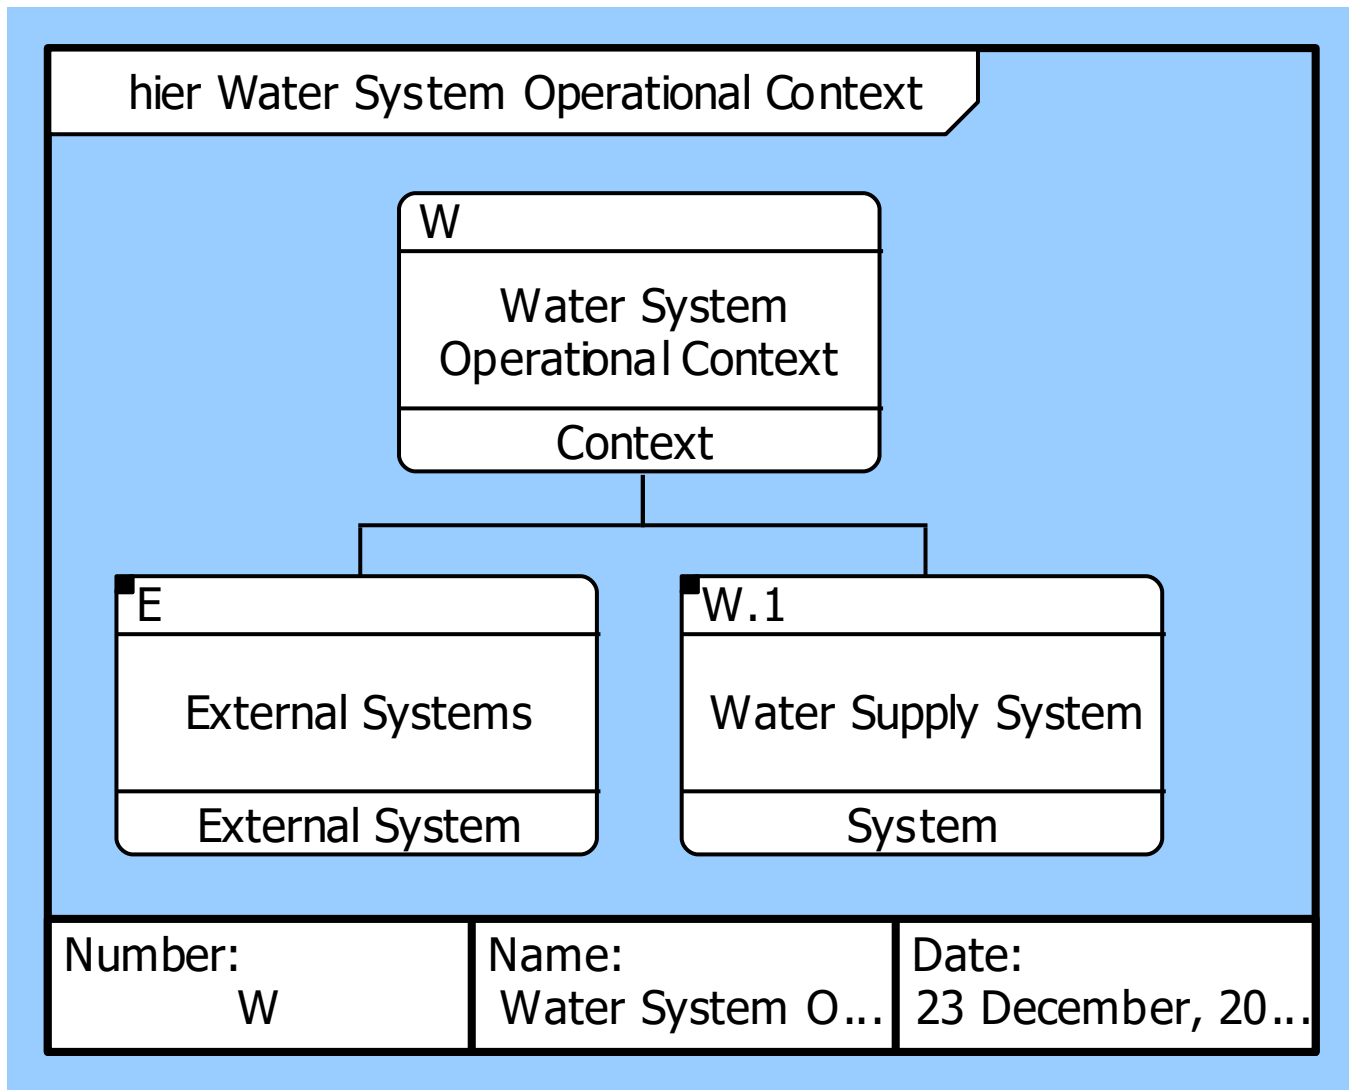 hier Water System Operational Context
W
Water System
Operational Context
Context
E
External Systems
External System
W.1
Water Supply System
System
Number:
W
Name:
Water System O...
Date:
23 December, 20...